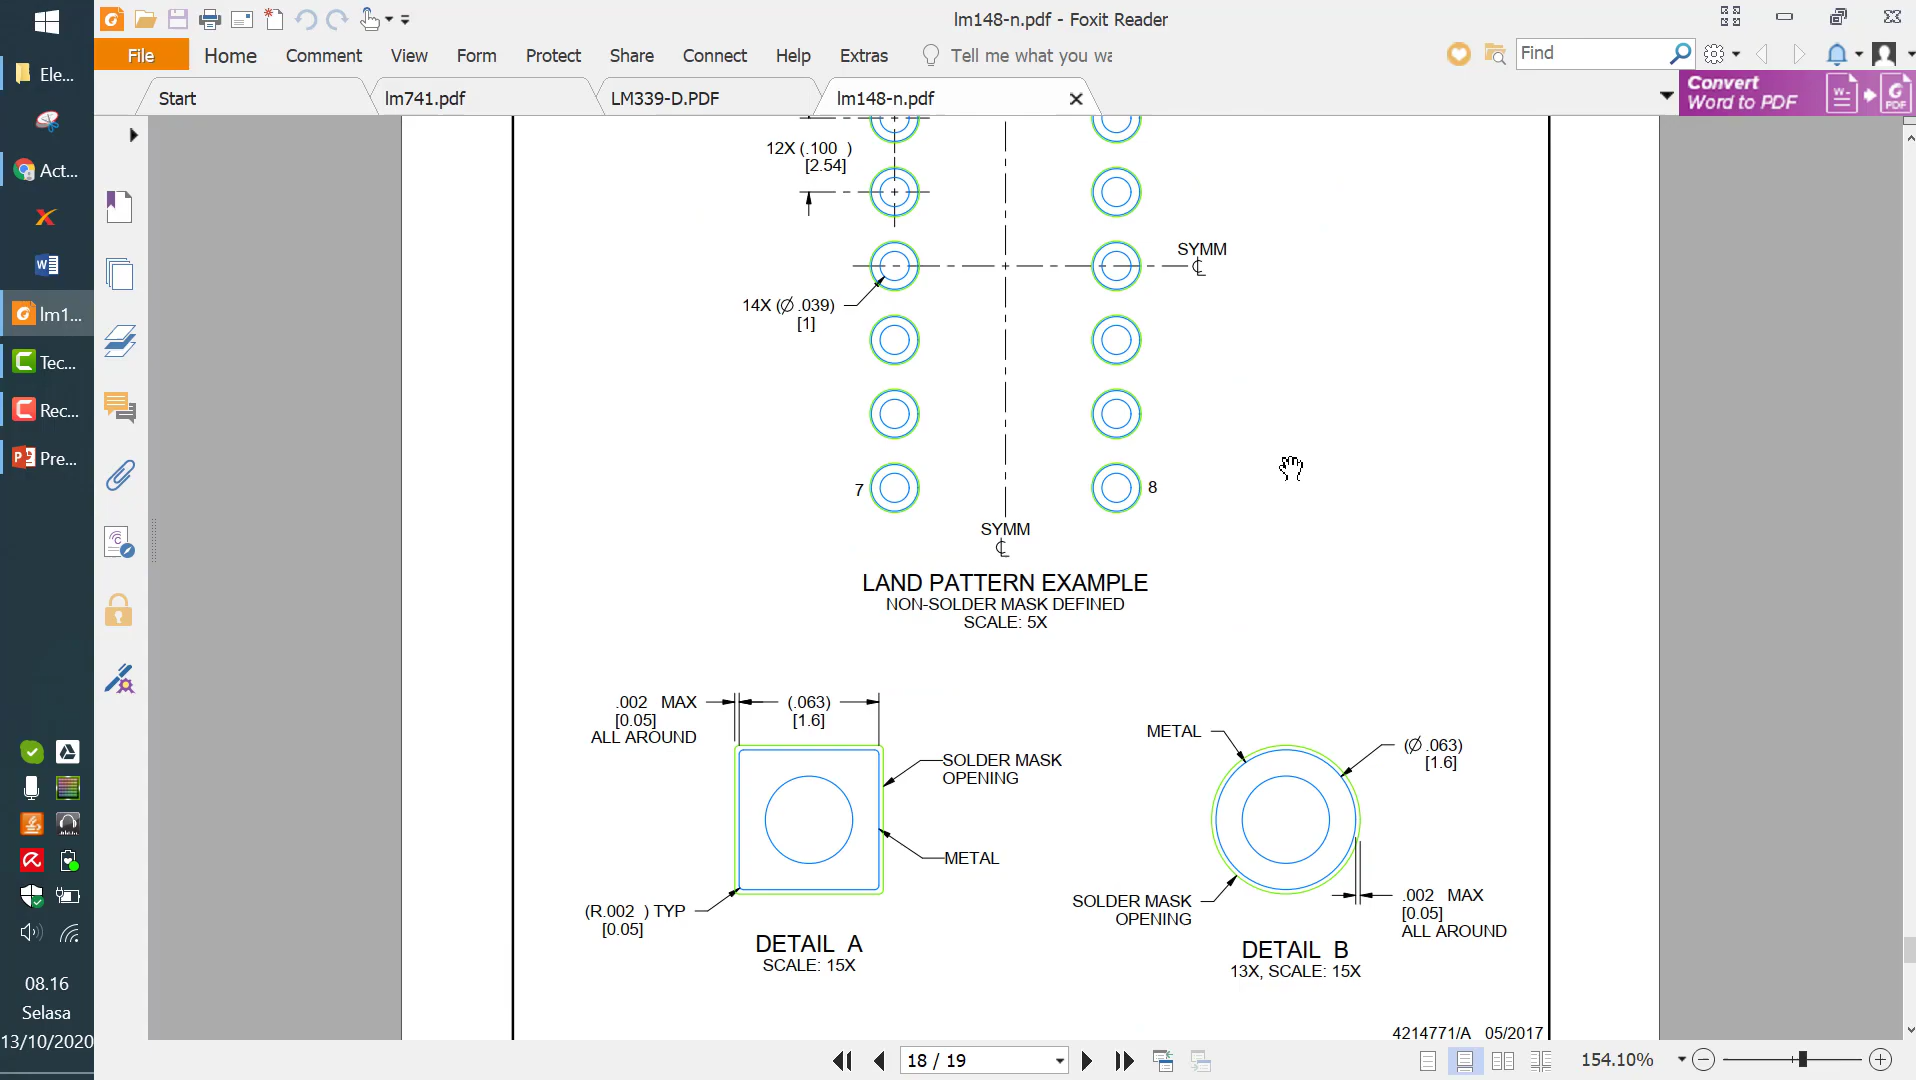 lm148-n.pdf - Foxit Reader
File Home Comment View Form Protect Share Connect Help Extras Tell me what you wa
Find
Start
lm741.pdf
LM339-D.PDF
lm148-n.pdf
Convert
Word to PDF
Ele...
Act...
lm1...
Tec...
Rec...
Pre...
08.16
Selasa
13/10/2020
12X (.100 )
[2.54]
SYMM
14X (Ø .039)
[1]
7
8
SYMM
LAND PATTERN EXAMPLE
NON-SOLDER MASK DEFINED
SCALE: 5X
.002 MAX
[0.05]
ALL AROUND
(.063)
[1.6]
SOLDER MASK
OPENING
METAL
(R.002 ) TYP
[0.05]
DETAIL A
SCALE: 15X
METAL
(Ø .063)
[1.6]
SOLDER MASK
OPENING
.002 MAX
[0.05]
ALL AROUND
DETAIL B
13X, SCALE: 15X
4214771/A 05/2017
18 / 19
154.10%